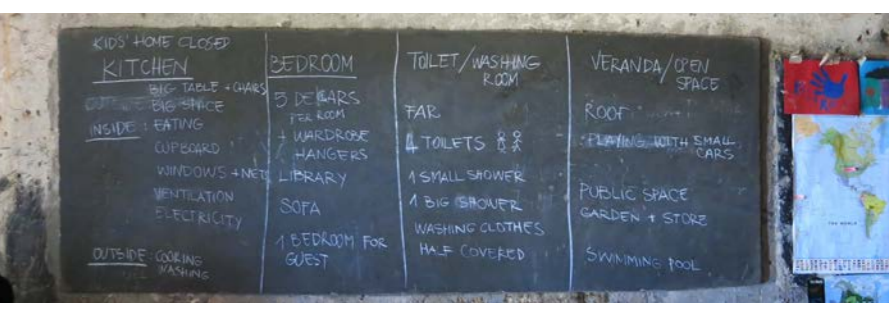 KIDS' HOME CLOSED
KITCHEN
BIG TABLE + CHAIRS
BIG SPACE
INSIDE : EATING
CUPBOARD
WINDOWS + NET
VENTILATION
ELECTRICITY
OUTSIDE : COOKING
WASHING
BEDROOM
5
PER ROOM
+ WARDROBE
HANGERS
LIBRARY
SOFA
1 BEDROOM FOR
GUEST
TOILET / WASHING
ROOM
FAR
4 TOILETS
1 SMALL SHOWER
1 BIG SHOWER
WASHING CLOTHES
HALF COVERED
VERANDA / OPEN
SPACE
ROOF
PLAYING WITH SMALL
CARS
PUBLIC SPACE
GARDEN + STORE
SWIMMING POOL
THE WORLD